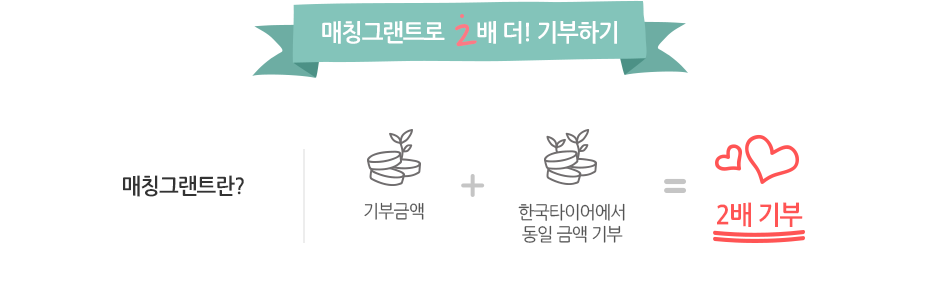 매칭그랜트로 2배 더! 기부하기
매칭그랜트란?
기부금액
+
한국타이어에서
동일 금액 기부
=
2배 기부